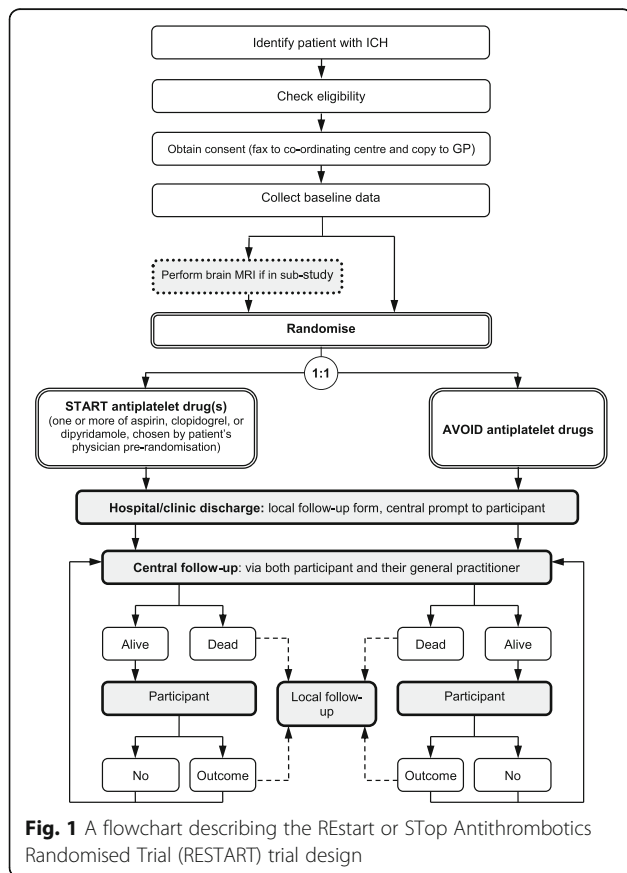 Identify patient with ICH
Check eligibility
Obtain consent (fax to co-ordinating centre and copy to GP)
Collect baseline data
Perform brain MRI if in sub-study
Randomise
1:1
START antiplatelet drug(s)
(one or more of aspirin, clopidogrel, or
dipyridamole, chosen by patient's
physician pre-randomisation)
AVOID antiplatelet drugs
Hospital/clinic discharge: local follow-up form, central prompt to participant
Central follow-up: via both participant and their general practitioner
Alive
Dead
Dead
Alive
Participant
Local follow-
up
Participant
No
Outcome
Outcome
No
Fig. 1 A flowchart describing the REstart or STop Antithrombotics
Randomised Trial (RESTART) trial design